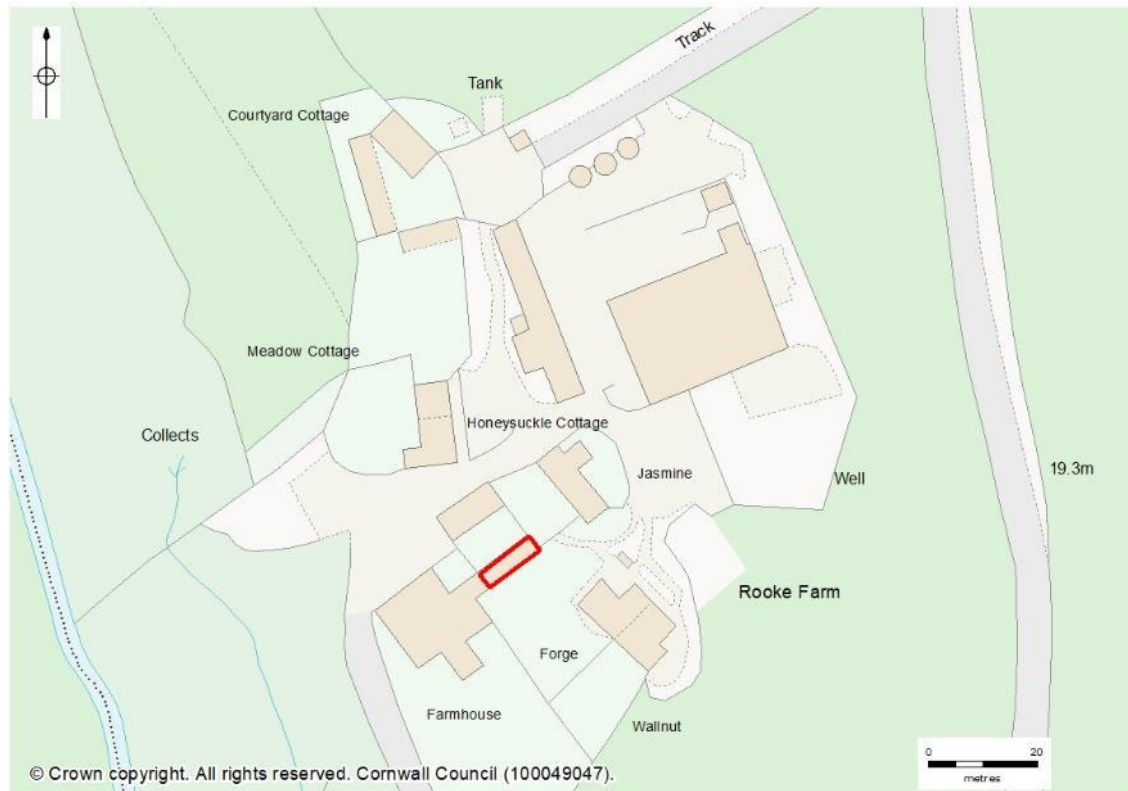 Track
Tank
Courtyard Cottage
Meadow Cottage
Honeysuckle Cottage
Collects
Jasmine
Well
19.3m
Rooke Farm
Forge
Farmhouse
Wallnut
0 20
metres
© Crown copyright. All rights reserved. Cornwall Council (100049047).